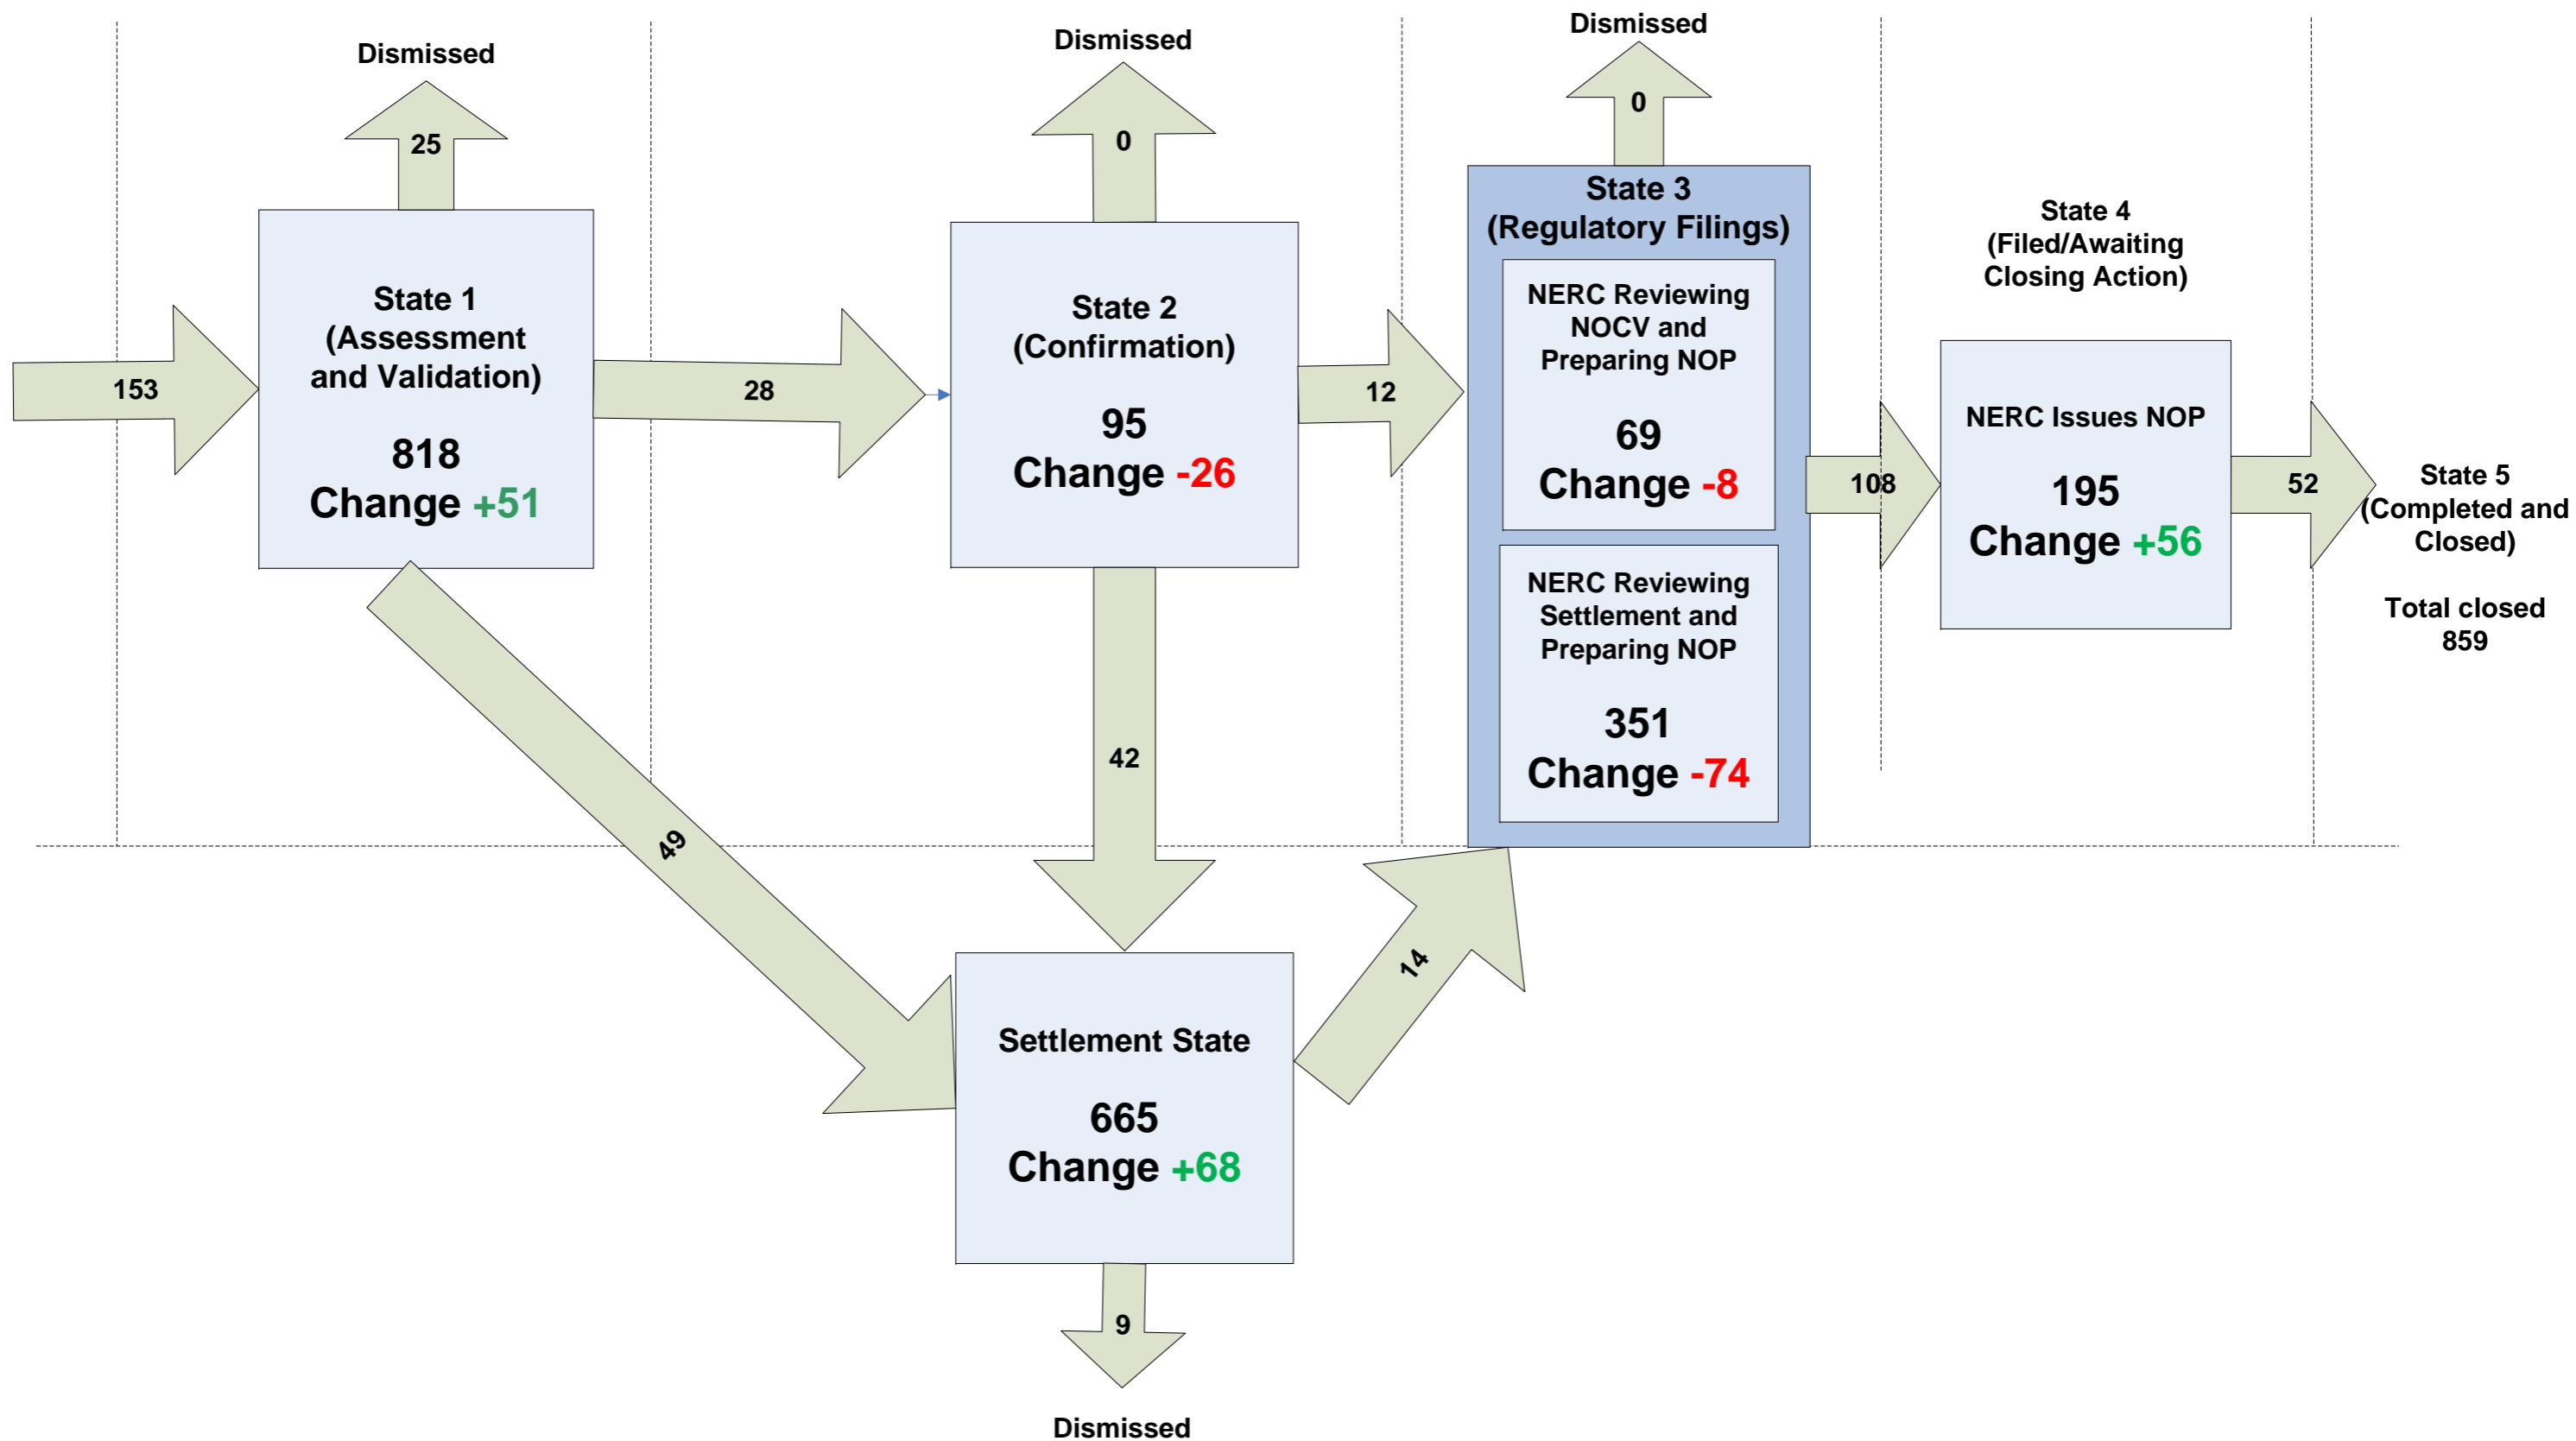 Dismissed
25
153
State 1
(Assessment
and Validation)
818
Change +51
28
49
Dismissed
0
State 2
(Confirmation)
95
Change -26
12
42
Settlement State
665
Change +68
14
9
Dismissed
Dismissed
0
State 3
(Regulatory Filings)
NERC Reviewing
NOCV and
Preparing NOP
69
Change -8
NERC Reviewing
Settlement and
Preparing NOP
351
Change -74
108
State 4
(Filed/Awaiting
Closing Action)
NERC Issues NOP
195
Change +56
52
State 5
(Completed and
Closed)
Total closed
859